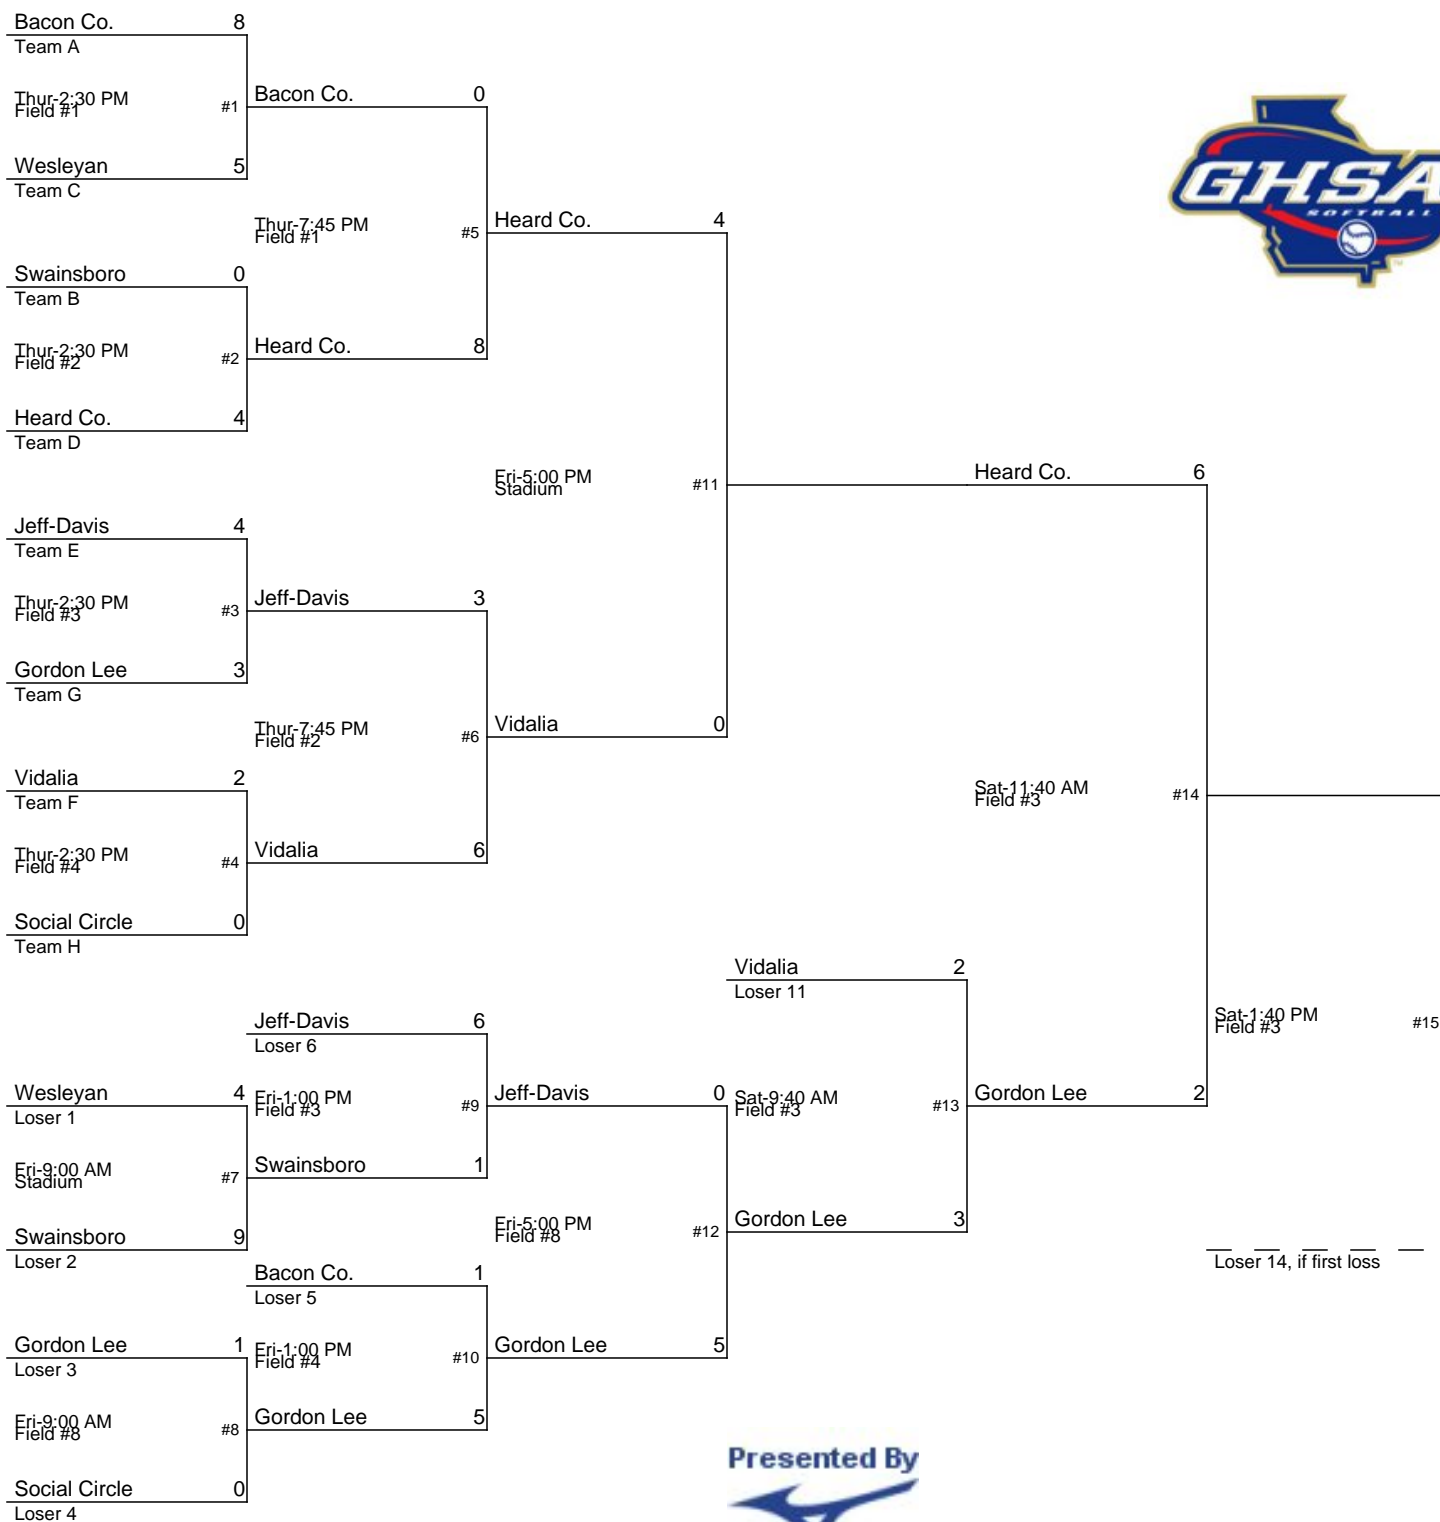 Bacon Co. 8
Team A
Thur-2:30 PM
Field #1
#1
Wesleyan 5
Team C
Bacon Co. 0
Thur-7:45 PM
Field #1
#5
Swainsboro 0
Team B
Thur-2:30 PM
Field #2
#2
Heard Co. 4
Team D
Heard Co. 8
Heard Co. 4
GHSA
SOFTBALL
TM
Fri-5:00 PM
Stadium
#11
Jeff-Davis 4
Team E
Thur-2:30 PM
Field #3
#3
Gordon Lee 3
Team G
Jeff-Davis 3
Thur-7:45 PM
Field #2
#6
Vidalia 2
Team F
Thur-2:30 PM
Field #4
#4
Social Circle 0
Team H
Vidalia 6
Vidalia 0
Heard Co. 6
Sat-11:40 AM
Field #3
#14
Vidalia 2
Loser 11
Sat-9:40 AM
Field #3
#13
Gordon Lee 3
Gordon Lee 2
Sat-1:40 PM
Field #3
#15
Loser 14, if first loss
Jeff-Davis 6
Loser 6
Fri-1:00 PM
Field #3
#9
Jeff-Davis 0
Wesleyan 4
Loser 1
Fri-9:00 AM
Stadium
#7
Swainsboro 9
Loser 2
Swainsboro 1
Fri-5:00 PM
Field #8
#12
Bacon Co. 1
Loser 5
Fri-1:00 PM
Field #4
#10
Gordon Lee 5
Gordon Lee 1
Loser 3
Fri-9:00 AM
Field #8
#8
Gordon Lee 5
Social Circle 0
Loser 4
Presented By